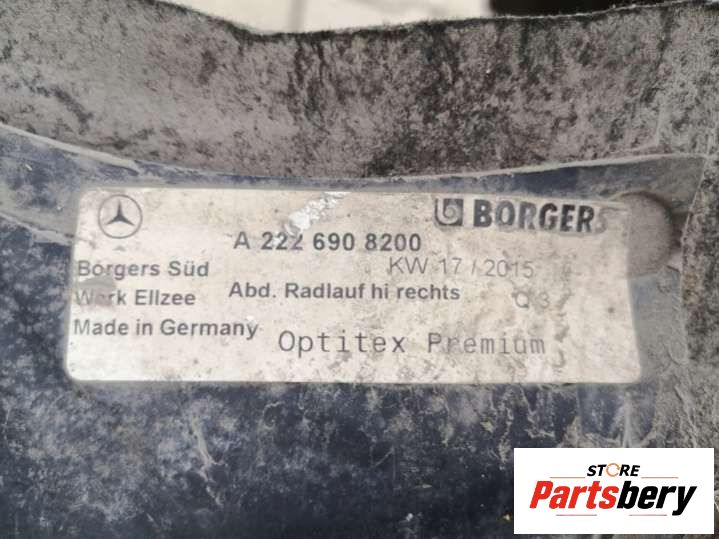 BORGERS
A 222 690 8200
Borgers Süd
KW 17 / 2015
Werk Ellzee
Abd. Radlauf hi rechts
Q 3
Made in Germany
Optitex Premium
STORE
Partsbery